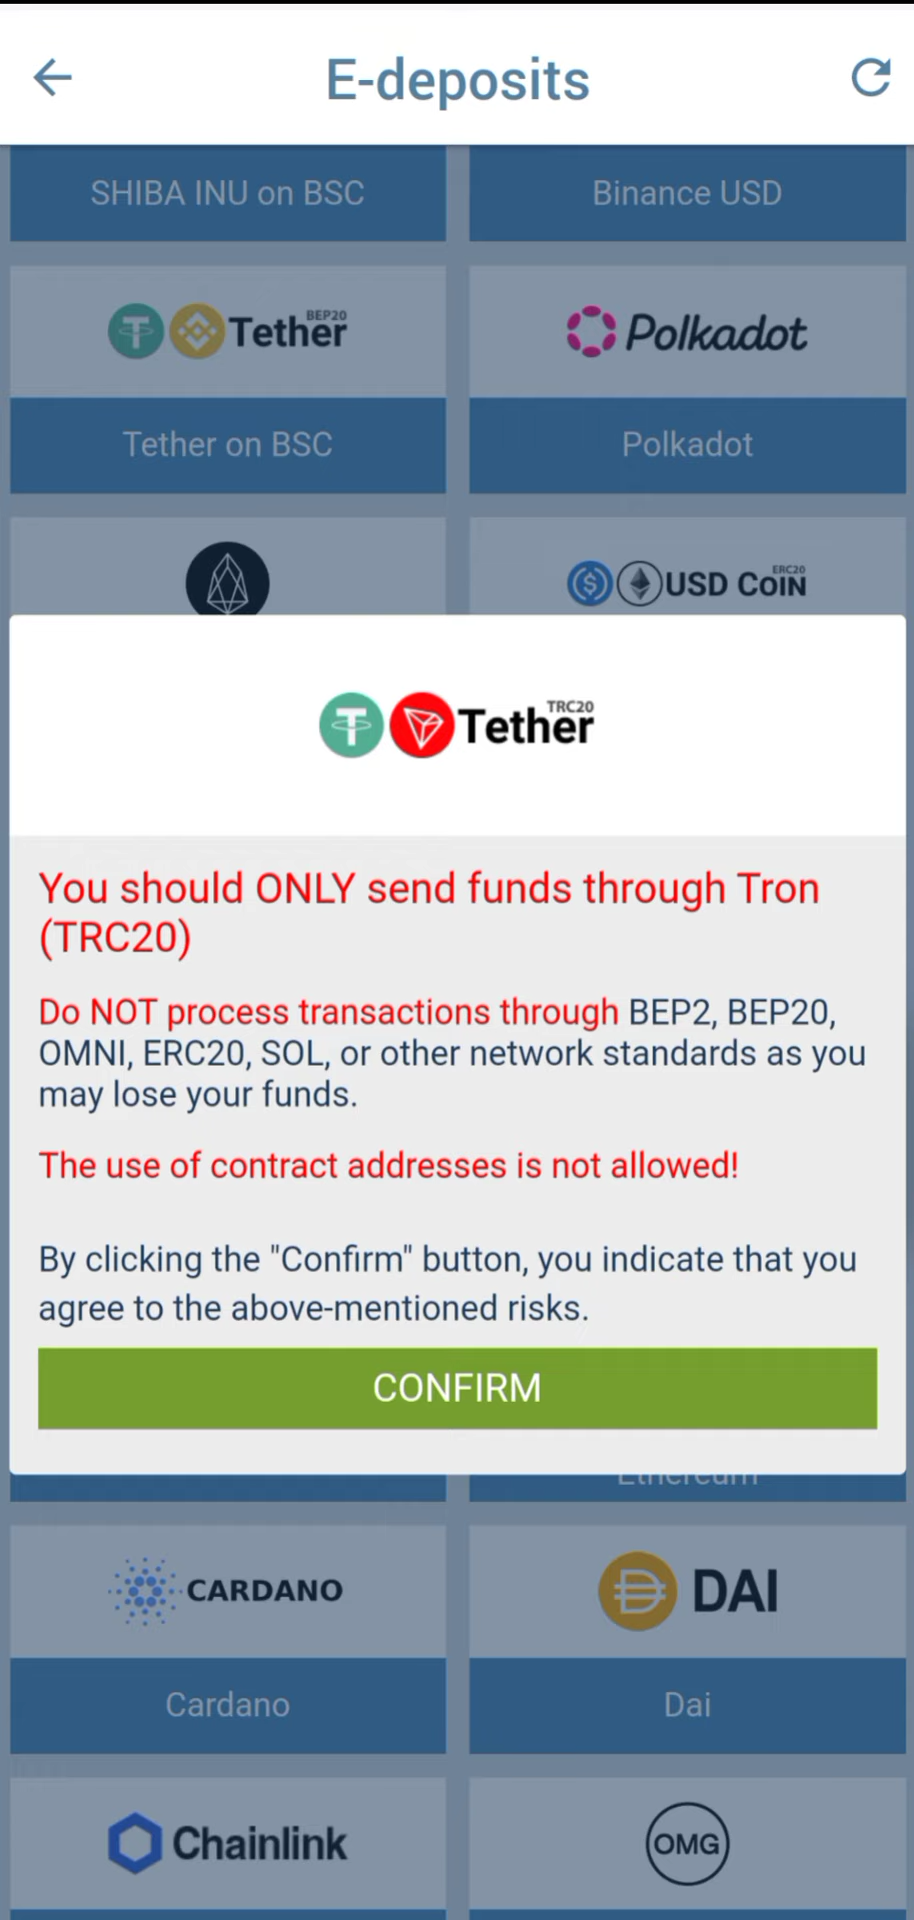 E-deposits
SHIBA INU on BSC
Binance USD
BEP20
Tether
Polkadot
Tether on BSC
Polkadot
ERC20
USD COIN
TRC20
Tether
You should ONLY send funds through Tron
(TRC20)
Do NOT process transactions through BEP2, BEP20,
OMNI, ERC20, SOL, or other network standards as you
may lose your funds.
The use of contract addresses is not allowed!
By clicking the "Confirm" button, you indicate that you
agree to the above-mentioned risks.
CONFIRM
Ethereum
CARDANO
DAI
Cardano
Dai
Chainlink
OMG